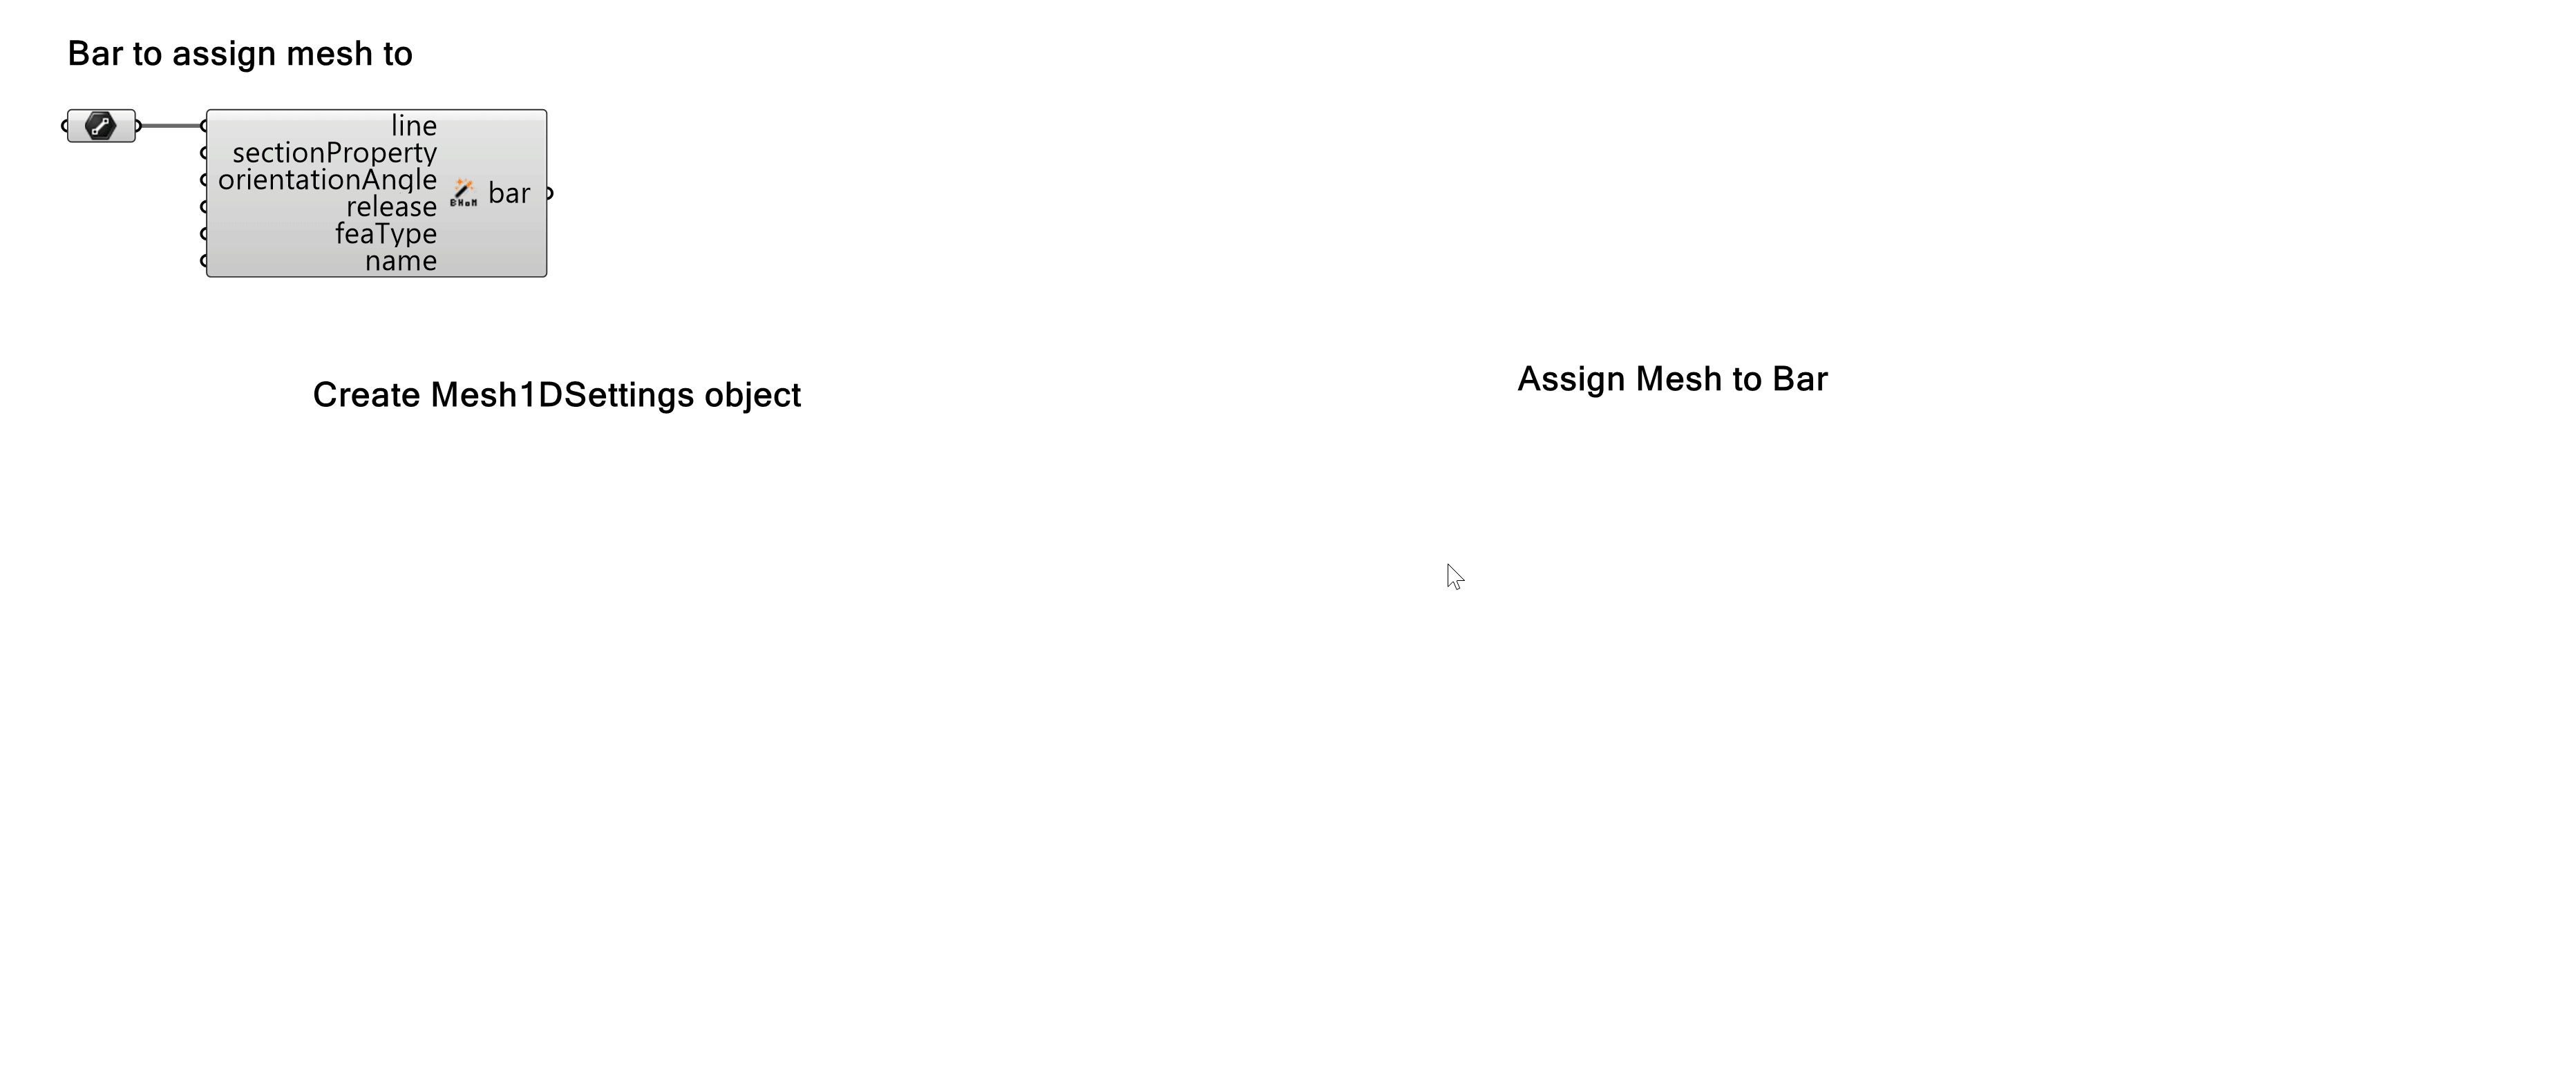 Bar to assign mesh to
line
sectionProperty
orientationAngle
release
feaType
name
BHoM
bar
Create Mesh1DSettings object
Assign Mesh to Bar